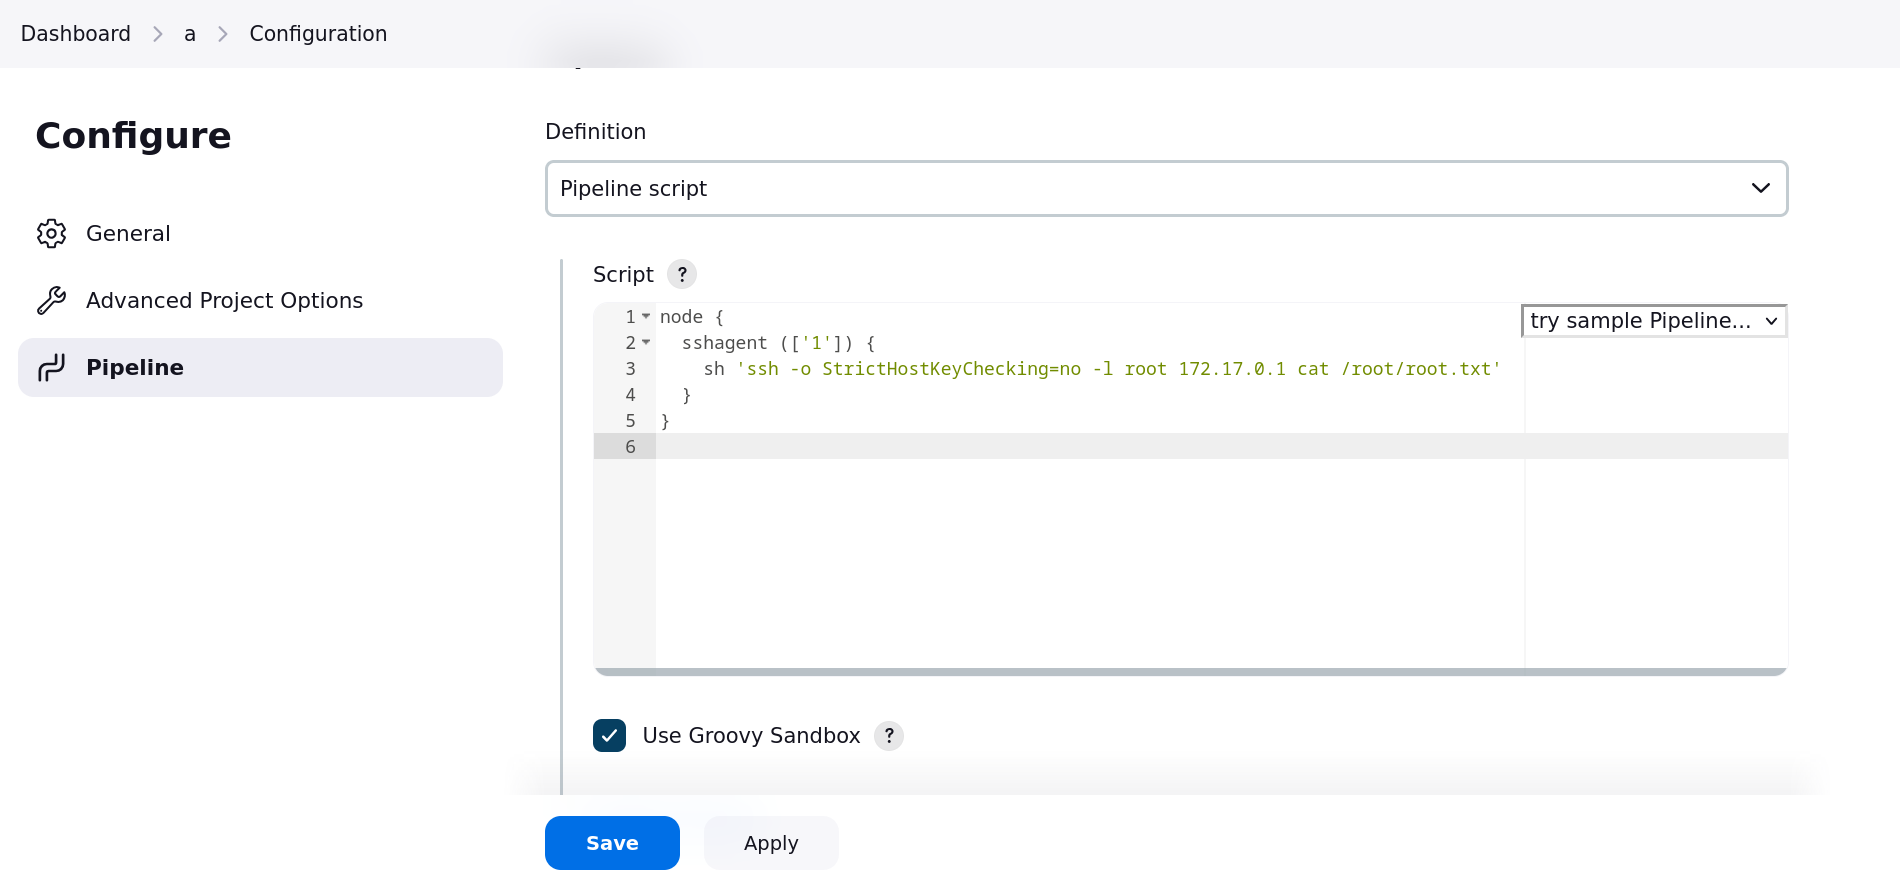 Dashboard > a > Configuration
Configure
General
Advanced Project Options
Pipeline
Definition
Pipeline script
Script ?
try sample Pipeline...
1 node {
2   sshagent (['1']) {
3     sh 'ssh -o StrictHostKeyChecking=no -l root 172.17.0.1 cat /root/root.txt'
4   }
5 }
6
Use Groovy Sandbox ?
Save Apply